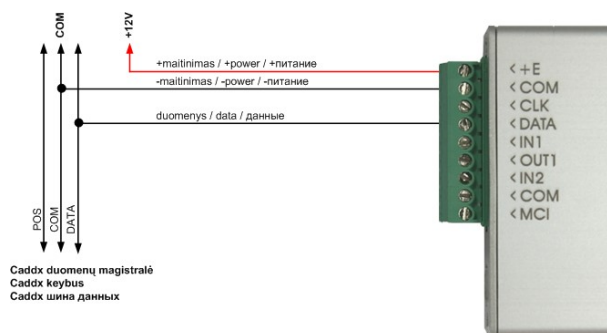 COM
+12V
+maitinimas / +power / +питание
-maitinimas / -power / -питание
duomenys / data / данные
POS
COM
DATA
Caddx duomenų magistralė
Caddx keybus
Caddx шина данных
< +E
< COM
< CLK
< DATA
< IN1
< OUT1
< IN2
< COM
< MCI